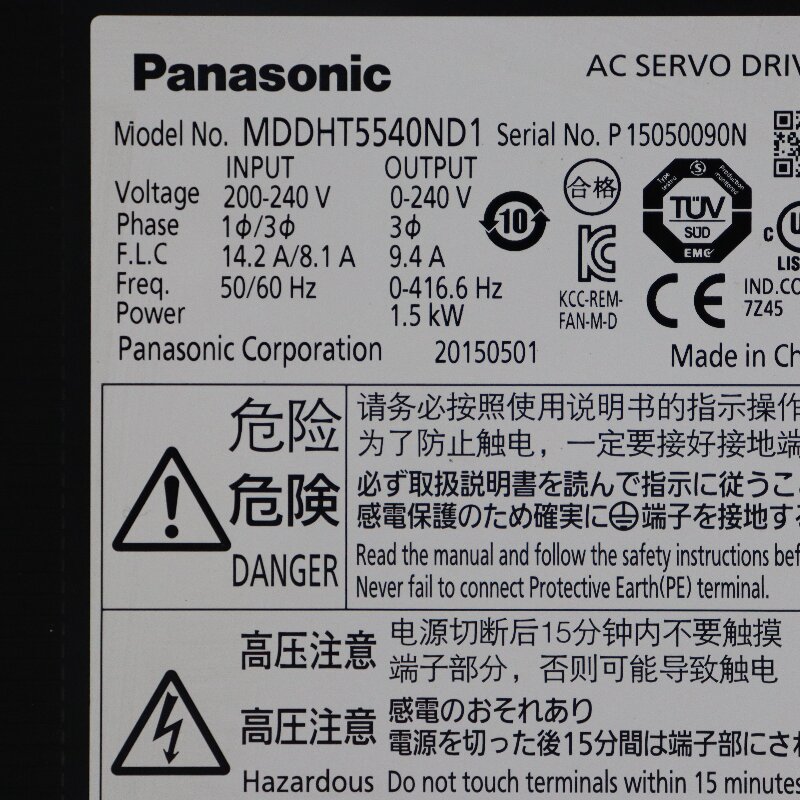 Panasonic AC SERVO DRIV
Model No. MDDHT5540ND1 Serial No. P15050090N
INPUT OUTPUT
Voltage 200-240 V 0-240 V
Phase 1ϕ/3ϕ 3ϕ
F.L.C 14.2 A/8.1 A 9.4 A
Freq. 50/60 Hz 0-416.6 Hz
Power 1.5 kW
Panasonic Corporation 20150501
合格
10
KCC-REM-
FAN-M-D
Type tested Production monitored
TÜV
SÜD
EMC
CE
c U
LIS
IND.CO
7Z45
Made in Ch
危险
危険
DANGER
请务必按照使用说明书的指示操作
为了防止触电，一定要接好接地端
必ず取扱説明書を読んで指示に従うこ
感電保護のため確実に端子を接地す
Read the manual and follow the safety instructions bef
Never fail to connect Protective Earth(PE) terminal.
高压注意 电源切断后15分钟内不要触摸
端子部分，否则可能导致触电
高圧注意 感電のおそれあり
電源を切った後15分間は端子部にさ
Hazardous Do not touch terminals within 15 minutes